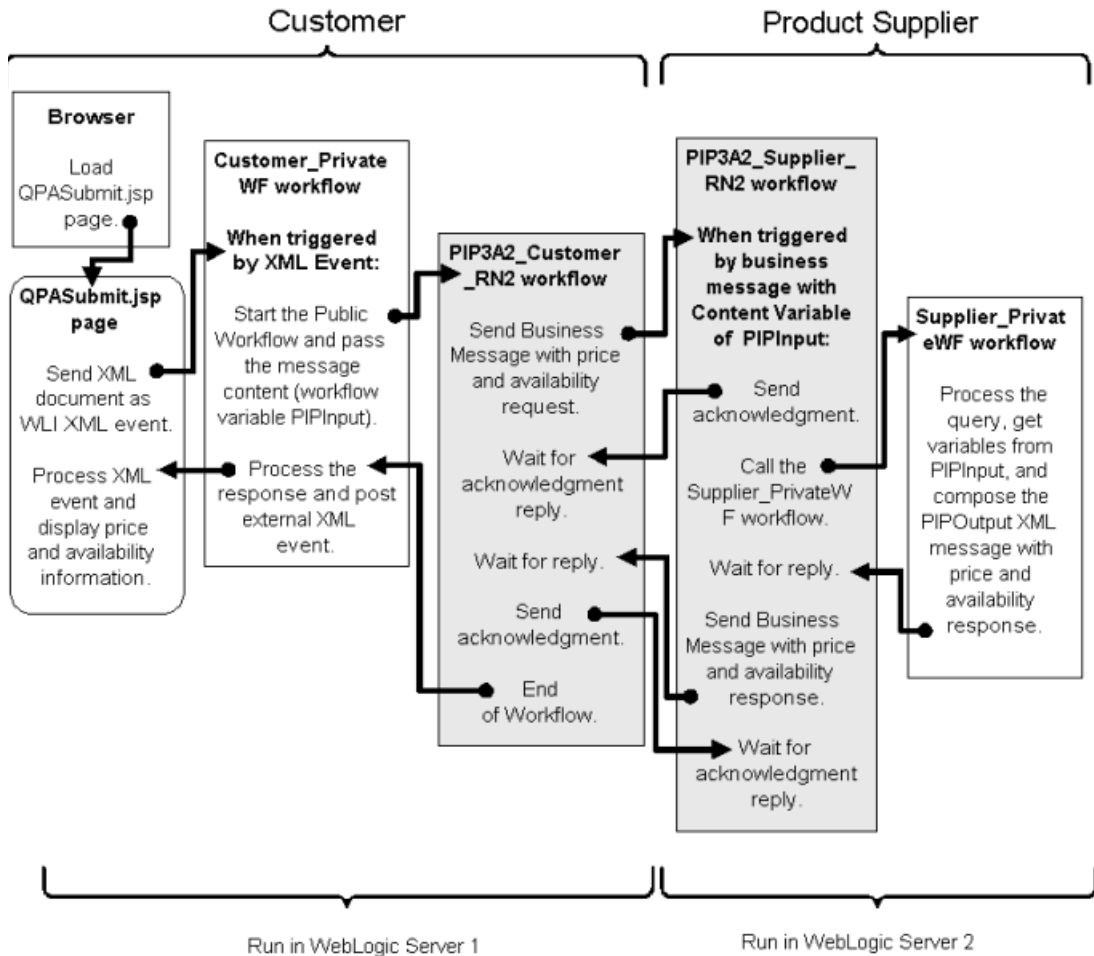 Customer
Product Supplier
Browser
Load
QPASubmit.jsp
page.
QPASubmit.jsp
page
Send XML
document as
WLI XML event.
Process XML
event and
display price
and availability
information.
Customer_Private
WF workflow
When triggered
by XML Event:
Start the Public
Workflow and pass
the message
content (workflow
variable PIPInput).
Process the
response and post
external XML
event.
PIP3A2_Customer
_RN2 workflow
Send Business
Message with price
and availability
request.
Wait for
acknowledgment
reply.
Wait for reply.
Send
acknowledgment.
End
of Workflow.
PIP3A2_Supplier_
RN2 workflow
When triggered
by business
message with
Content Variable
of PIPInput:
Send
acknowledgment.
Call the
Supplier_PrivateW
F workflow.
Wait for reply.
Send Business
Message with price
and availability
response.
Wait for
acknowledgment
reply.
Supplier_Privat
eWF workflow
Process the
query, get
variables from
PIPInput, and
compose the
PIPOutput XML
message with
price and
availability
response.
Run in WebLogic Server 1
Run in WebLogic Server 2